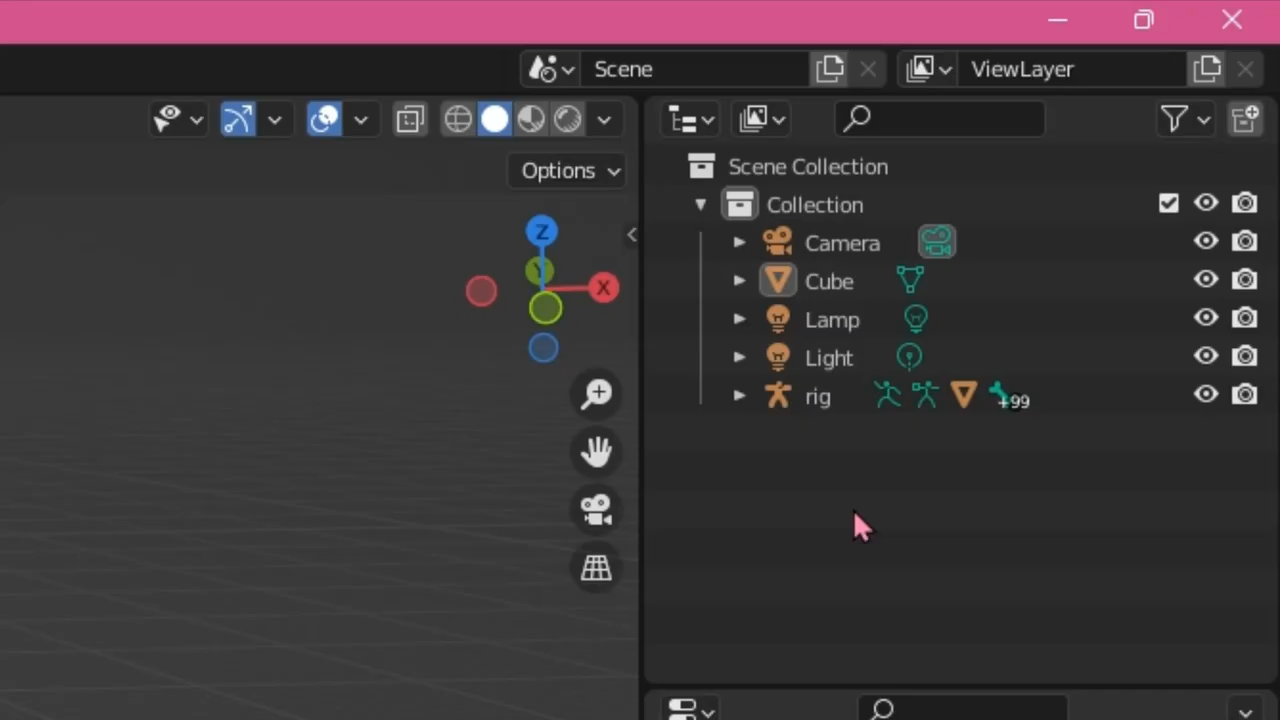 Scene
ViewLayer
Options
Scene Collection
Z
Collection
Y
Camera
X
Cube
Lamp
Light
rig
+99